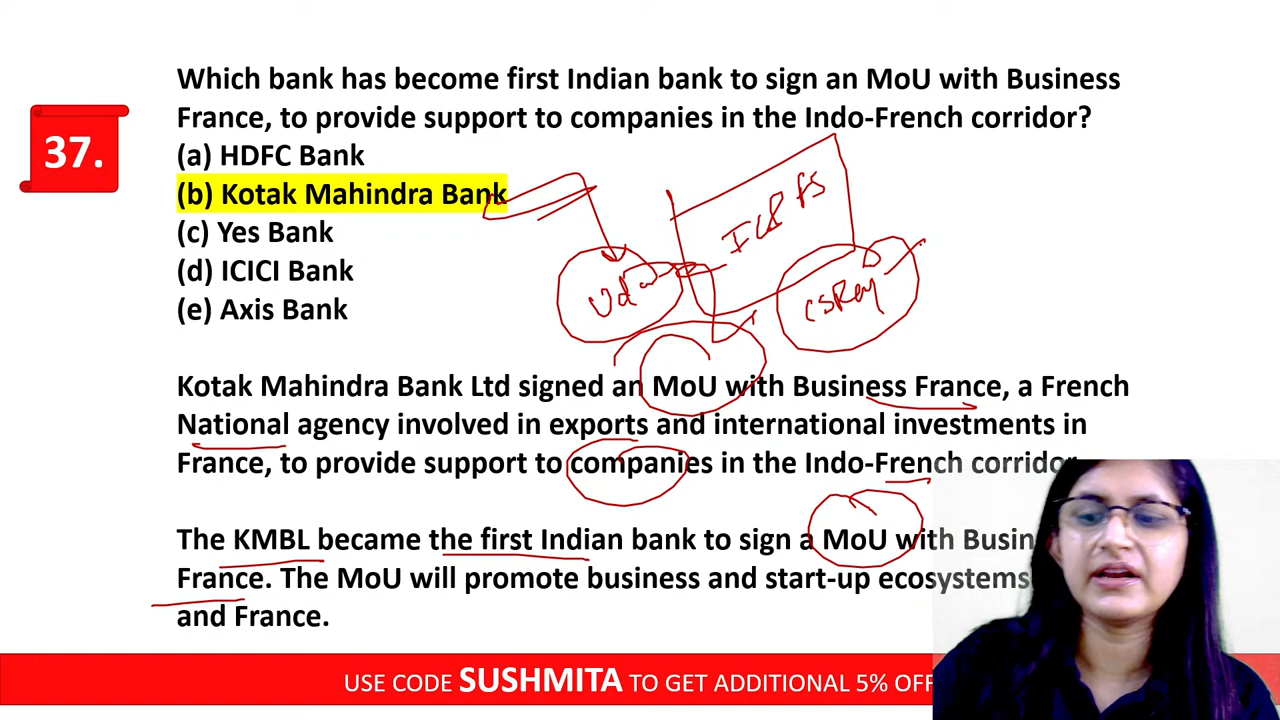 Which bank has become first Indian bank to sign an MoU with Business
France, to provide support to companies in the Indo-French corridor?
37.
(a) HDFC Bank
(b) Kotak Mahindra Bank
(c) Yes Bank
(d) ICICI Bank
(e) Axis Bank
Kotak Mahindra Bank Ltd signed an MoU with Business France, a French
National agency involved in exports and international investments in
France, to provide support to companies in the Indo-French corridor
The KMBL became the first Indian bank to sign a MoU with Busin
France. The MoU will promote business and start-up ecosystems
and France.
USE CODE SUSHMITA TO GET ADDITIONAL 5% OFF